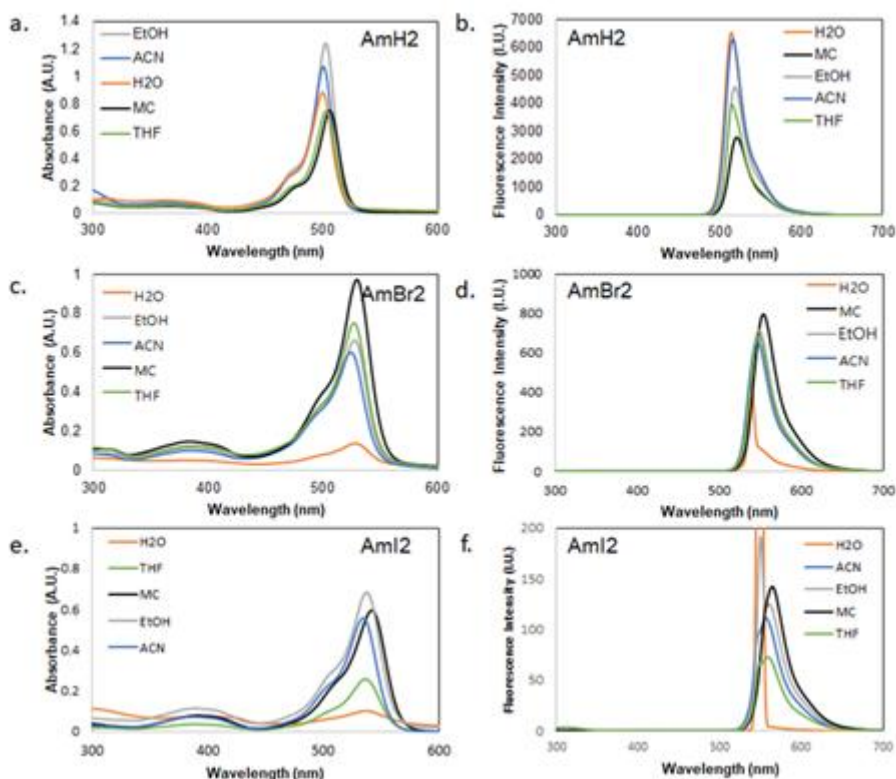 a.
AmH2
Absorbance (A.U.)
1.4
1.2
1
0.8
0.6
0.4
0.2
0
EtOH
ACN
H2O
MC
THF
300
400
500
600
Wavelength (nm)
b.
AmH2
Fluorescence Intensity (I.U.)
7000
6000
5000
4000
3000
2000
1000
0
H2O
MC
EtOH
ACN
THF
300
400
500
600
700
Wavelength (nm)
c.
AmBr2
Absorbance (A.U.)
1
0.8
0.6
0.4
0.2
0
H2O
EtOH
ACN
MC
THF
300
400
500
600
Wavelength (nm)
d.
AmBr2
Fluorescence Intensity (I.U.)
1000
800
600
400
200
0
H2O
MC
EtOH
ACN
THF
300
400
500
600
700
Wavelength (nm)
e.
AmI2
Absorbance (A.U.)
1
0.8
0.6
0.4
0.2
0
H2O
THF
MC
EtOH
ACN
300
400
500
600
Wavelength (nm)
f.
AmI2
Fluorescence Intensity (I.U.)
200
150
100
50
0
H2O
ACN
EtOH
MC
THF
300
400
500
600
700
Wavelength (nm)